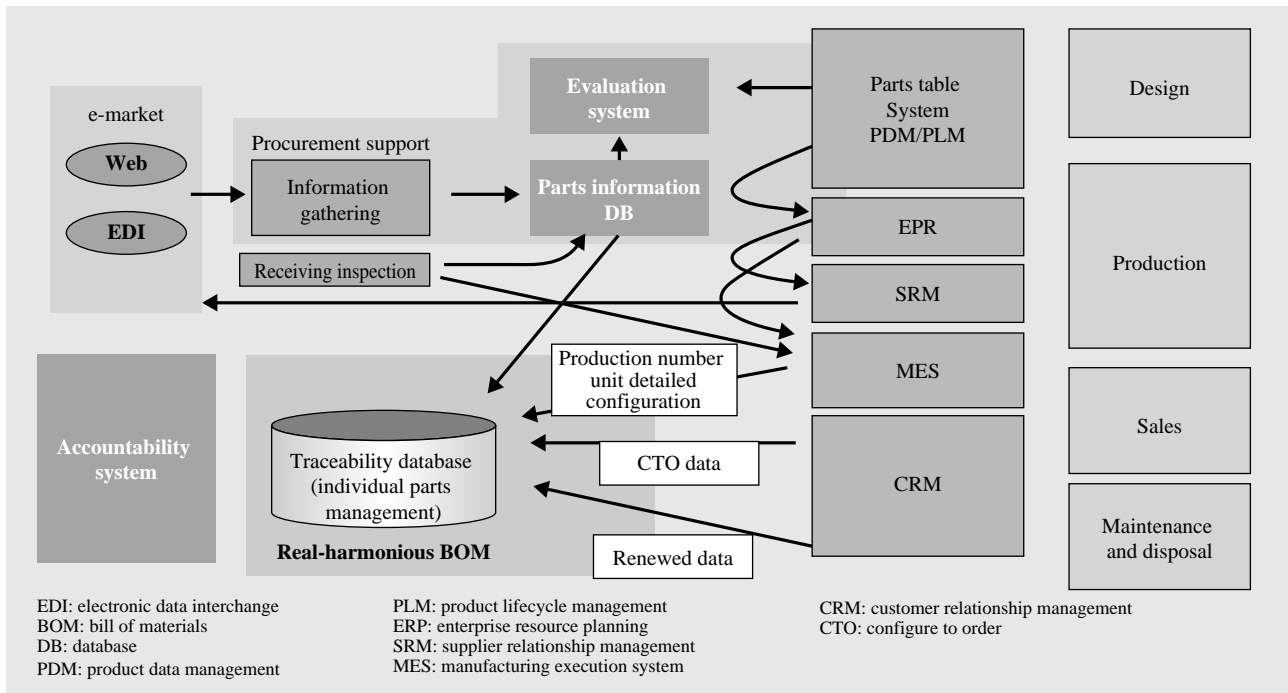 e-market
Web
EDI
Procurement support
Information
gathering
Receiving inspection
Evaluation
system
Parts information
DB
Parts table
System
PDM/PLM
EPR
SRM
MES
CRM
Design
Production
Sales
Maintenance
and disposal
Accountability
system
Traceability database
(individual parts
management)
Real-harmonious BOM
Production number
unit detailed
configuration
CTO data
Renewed data
EDI: electronic data interchange
BOM: bill of materials
DB: database
PDM: product data management
PLM: product lifecycle management
ERP: enterprise resource planning
SRM: supplier relationship management
MES: manufacturing execution system
CRM: customer relationship management
CTO: configure to order